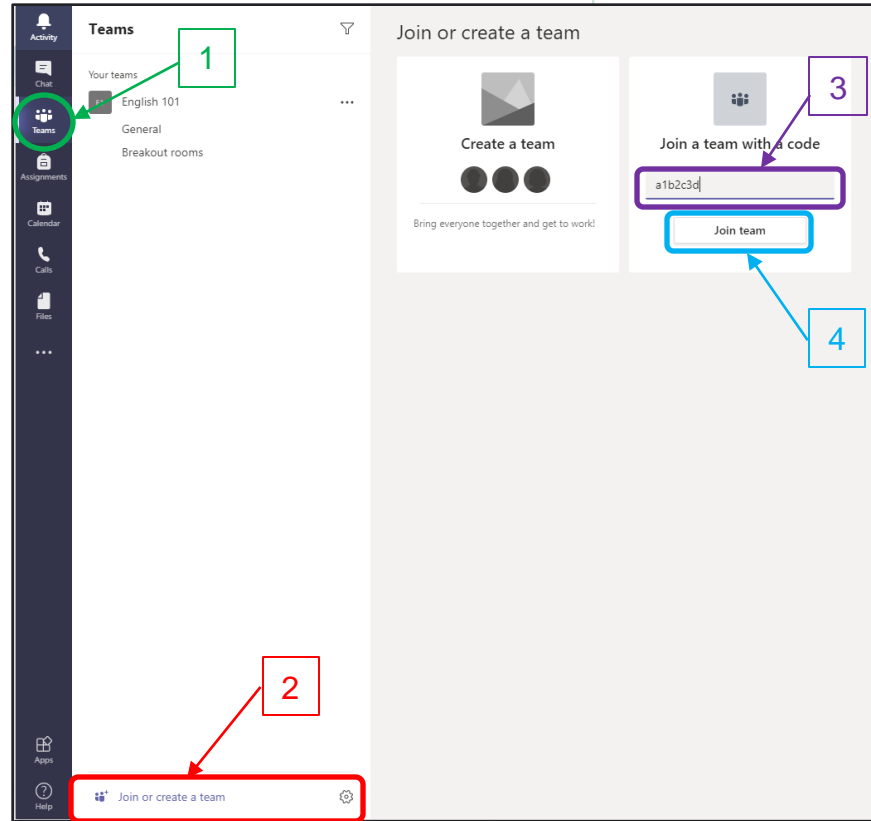 Activity
Chat
Teams
Assignments
Calendar
Calls
Files
Apps
Help
Teams
1
Your teams
English 101
General
Breakout rooms
2
Join or create a team
Join or create a team
Create a team
Bring everyone together and get to work!
3
Join a team with a code
a1b2c3d
Join team
4